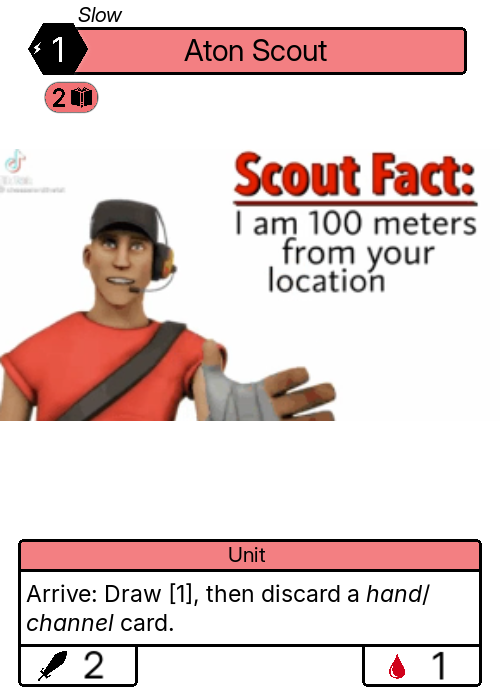 Slow
1
Aton Scout
2
Scout Fact:
I am 100 meters
from your
location
Unit
Arrive: Draw [1], then discard a hand/
channel card.
2
1